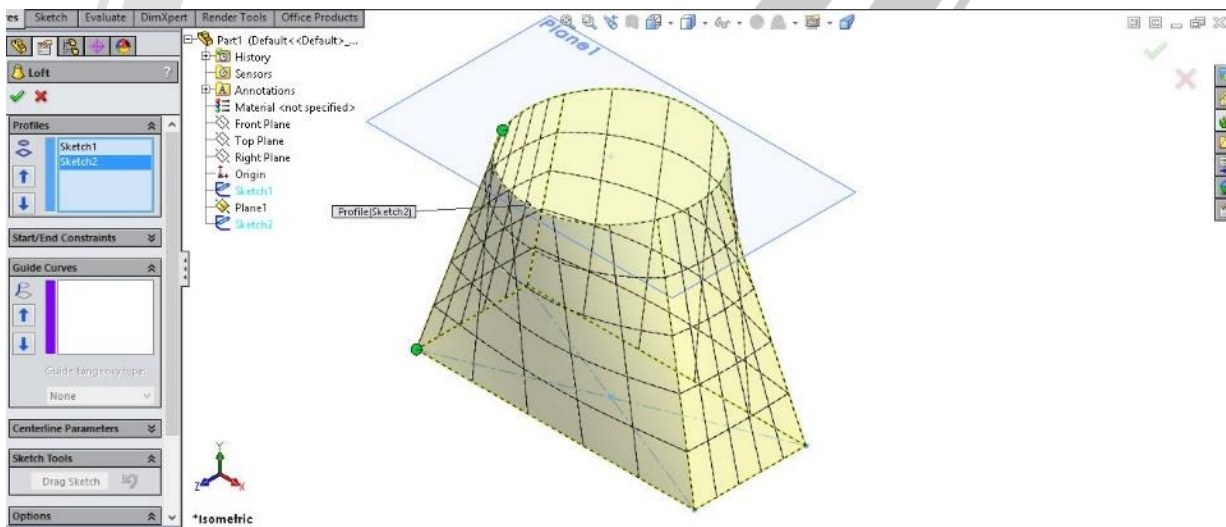 es Sketch Evaluate DimXpert Render Tools Office Products
Loft ?
Profiles
Sketch1
Sketch2
Start/End Constraints
Guide Curves
Guide tangency type:
None
Centerline Parameters
Sketch Tools
Drag Sketch
Options
Part1 (Default<<Default>_...
History
Sensors
A Annotations
Material <not specified>
Front Plane
Top Plane
Right Plane
Origin
Sketch1
Plane1
Sketch2
Plane1
Profile(Sketch2)
Y
Z X
*Isometric